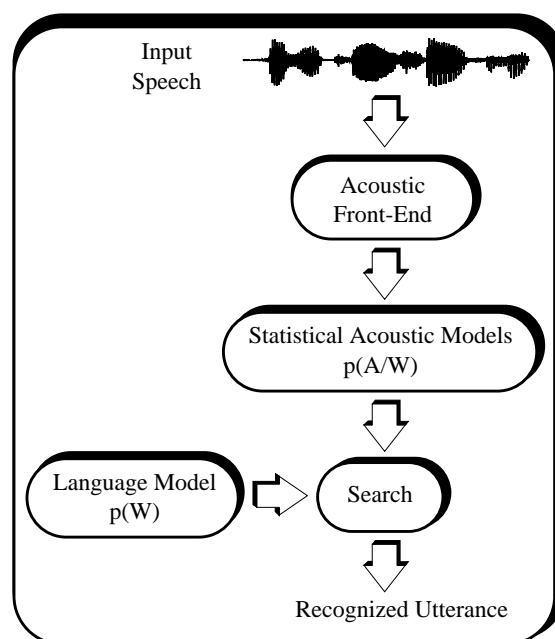 Input
Speech
Acoustic
Front-End
Statistical Acoustic Models
p(A/W)
Language Model
p(W)
Search
Recognized Utterance